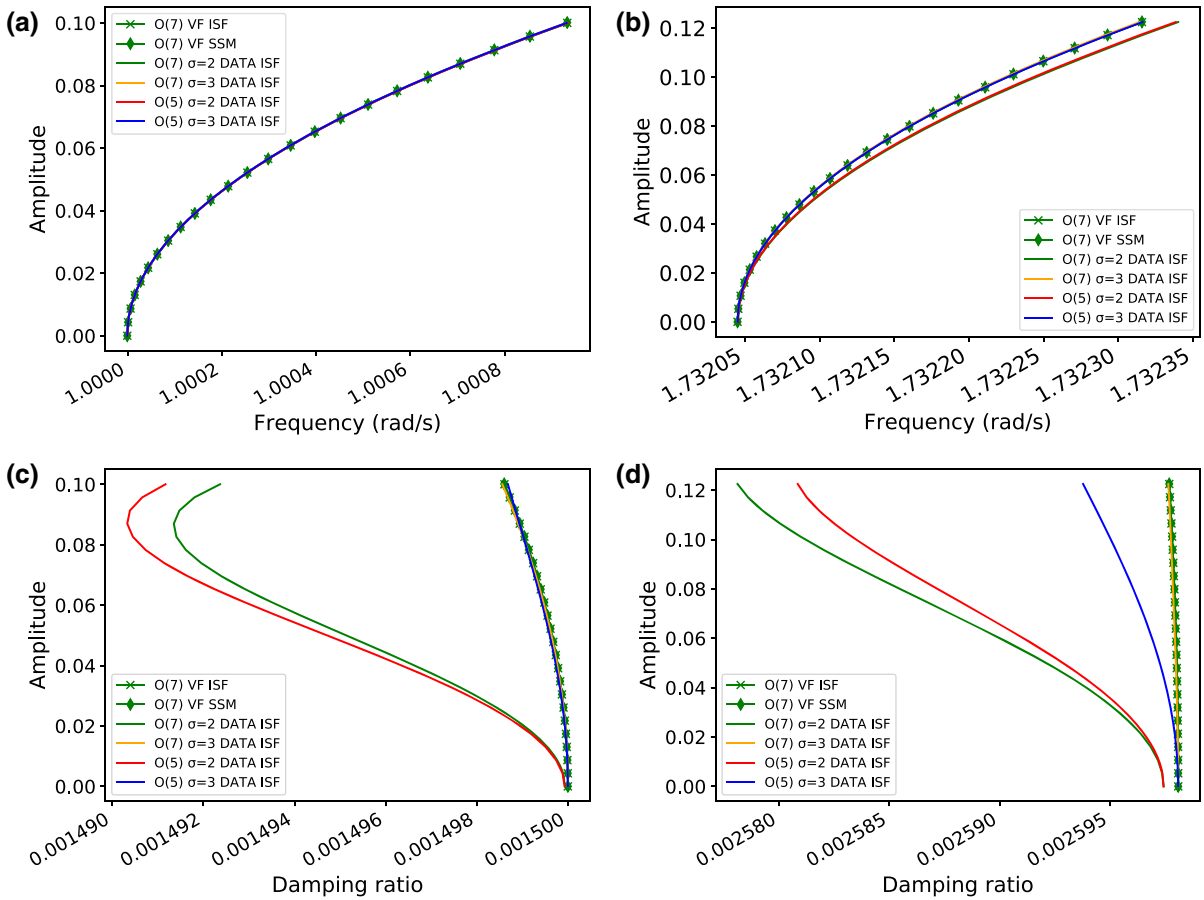 (a)
0.10
0.08
0.06
0.04
0.02
0.00
Amplitude
O(7) VF ISF
O(7) VF SSM
O(7) σ=2 DATA ISF
O(7) σ=3 DATA ISF
O(5) σ=2 DATA ISF
O(5) σ=3 DATA ISF
1.0000
1.0002
1.0004
1.0006
1.0008
Frequency (rad/s)
(b)
0.12
0.10
0.08
0.06
0.04
0.02
0.00
Amplitude
O(7) VF ISF
O(7) VF SSM
O(7) σ=2 DATA ISF
O(7) σ=3 DATA ISF
O(5) σ=2 DATA ISF
O(5) σ=3 DATA ISF
1.73205
1.73210
1.73215
1.73220
1.73225
1.73230
1.73235
Frequency (rad/s)
(c)
0.10
0.08
0.06
0.04
0.02
0.00
Amplitude
O(7) VF ISF
O(7) VF SSM
O(7) σ=2 DATA ISF
O(7) σ=3 DATA ISF
O(5) σ=2 DATA ISF
O(5) σ=3 DATA ISF
0.001490
0.001492
0.001494
0.001496
0.001498
0.001500
Damping ratio
(d)
0.12
0.10
0.08
0.06
0.04
0.02
0.00
Amplitude
O(7) VF ISF
O(7) VF SSM
O(7) σ=2 DATA ISF
O(7) σ=3 DATA ISF
O(5) σ=2 DATA ISF
O(5) σ=3 DATA ISF
0.002580
0.002585
0.002590
0.002595
Damping ratio